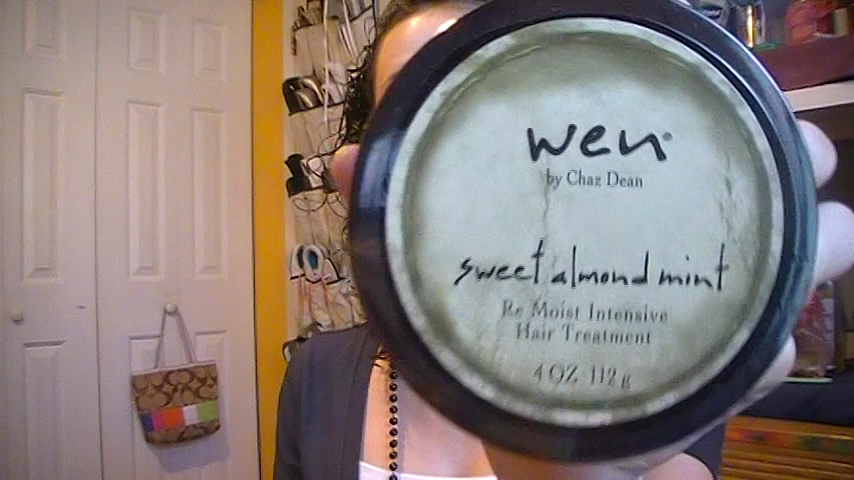 wen®
by Chaz Dean
sweet almond mint
Re Moist Intensive
Hair Treatment
4 OZ 112 g